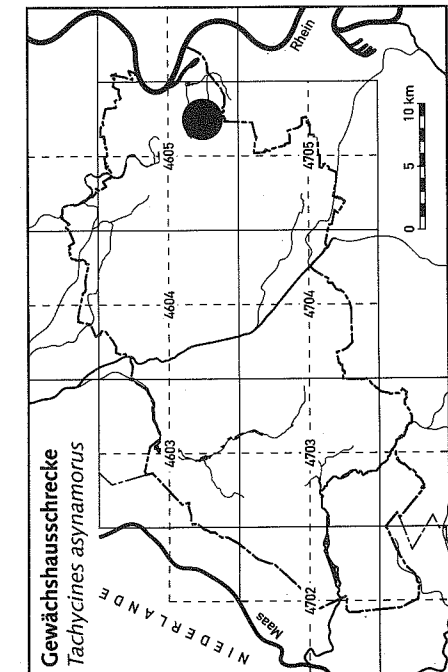 Gewächshausschrecke
Tachycines asynamorus
NIEDERLANDE
Maas
Rhein
4603
4604
4605
4702
4703
4704
4705
0 5 10 km